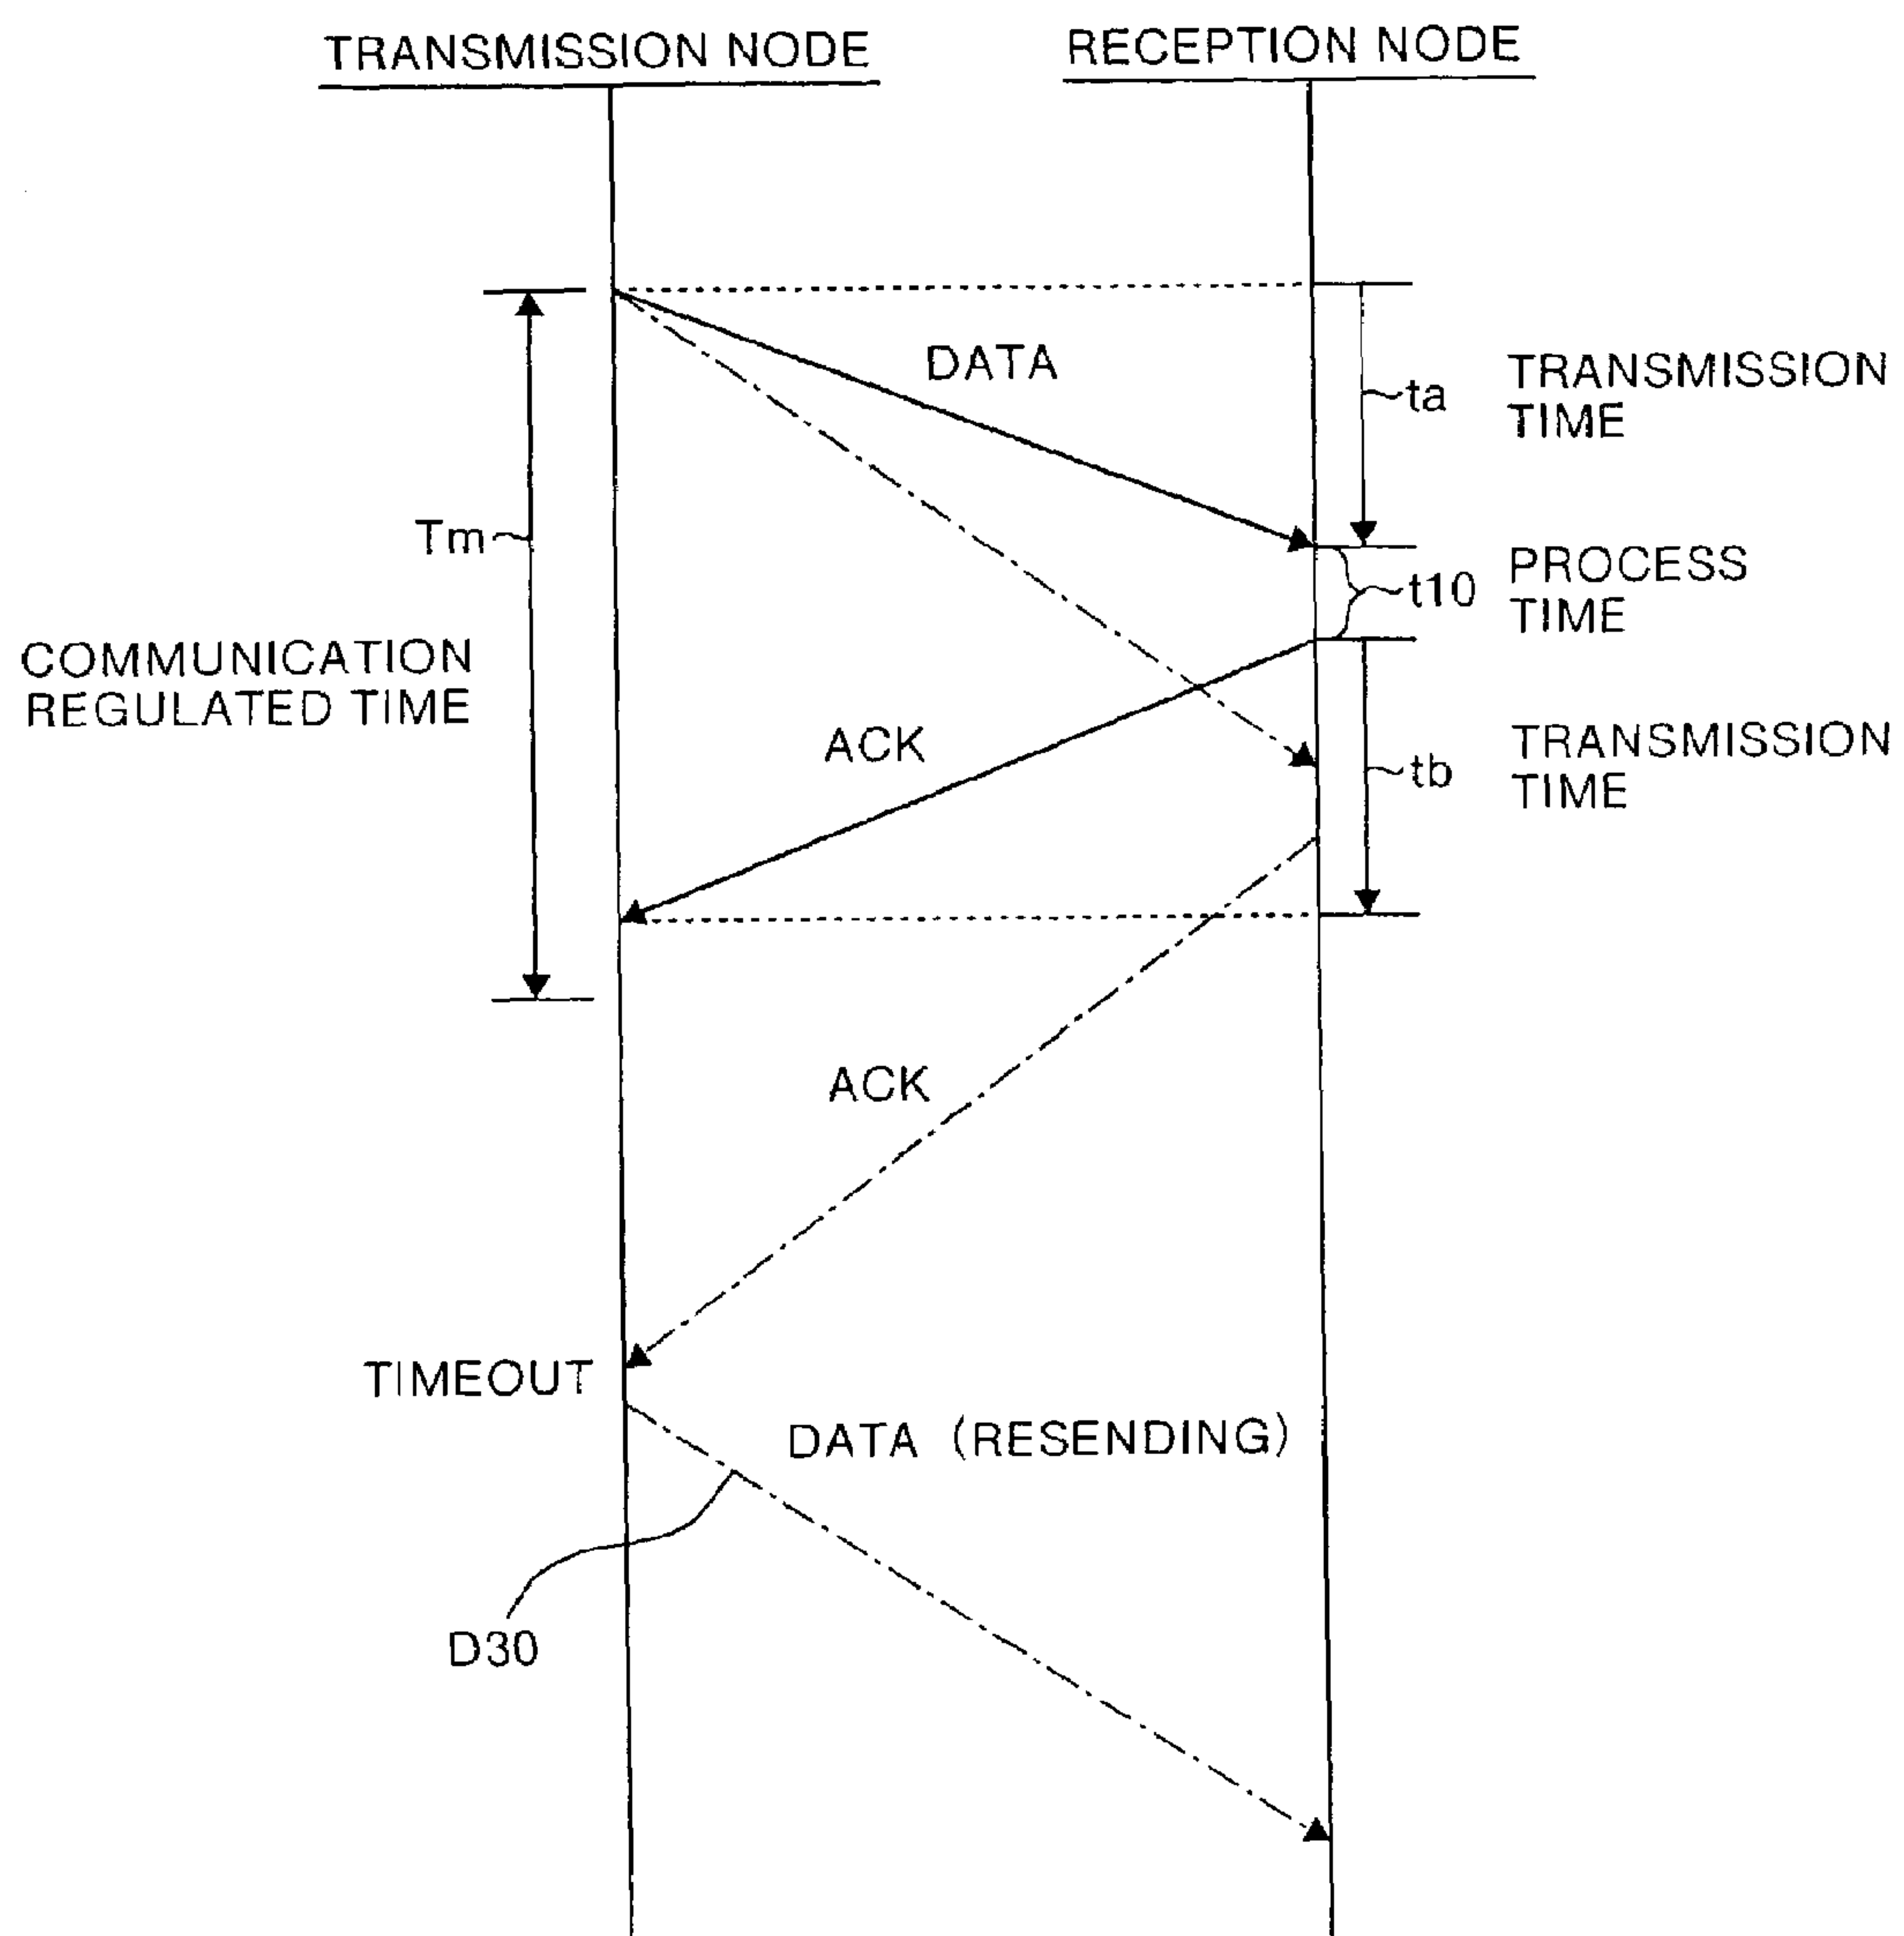 TRANSMISSION NODE
RECEPTION NODE
DATA
ta
TRANSMISSION
TIME
Tm
t10
PROCESS
TIME
COMMUNICATION
REGULATED TIME
ACK
tb
TRANSMISSION
TIME
ACK
TIMEOUT
DATA (RESENDING)
D30